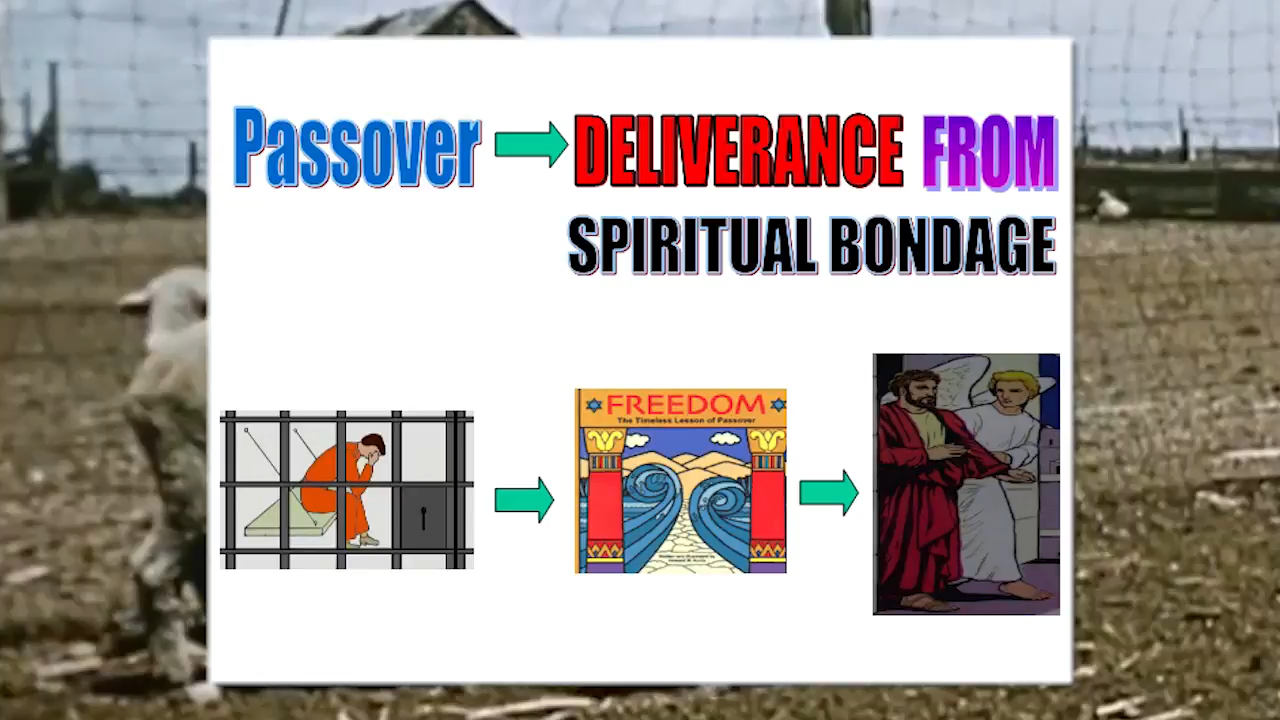 Passover DELIVERANCE FROM
SPIRITUAL BONDAGE
FREEDOM
The Timeless Lesson of Passover